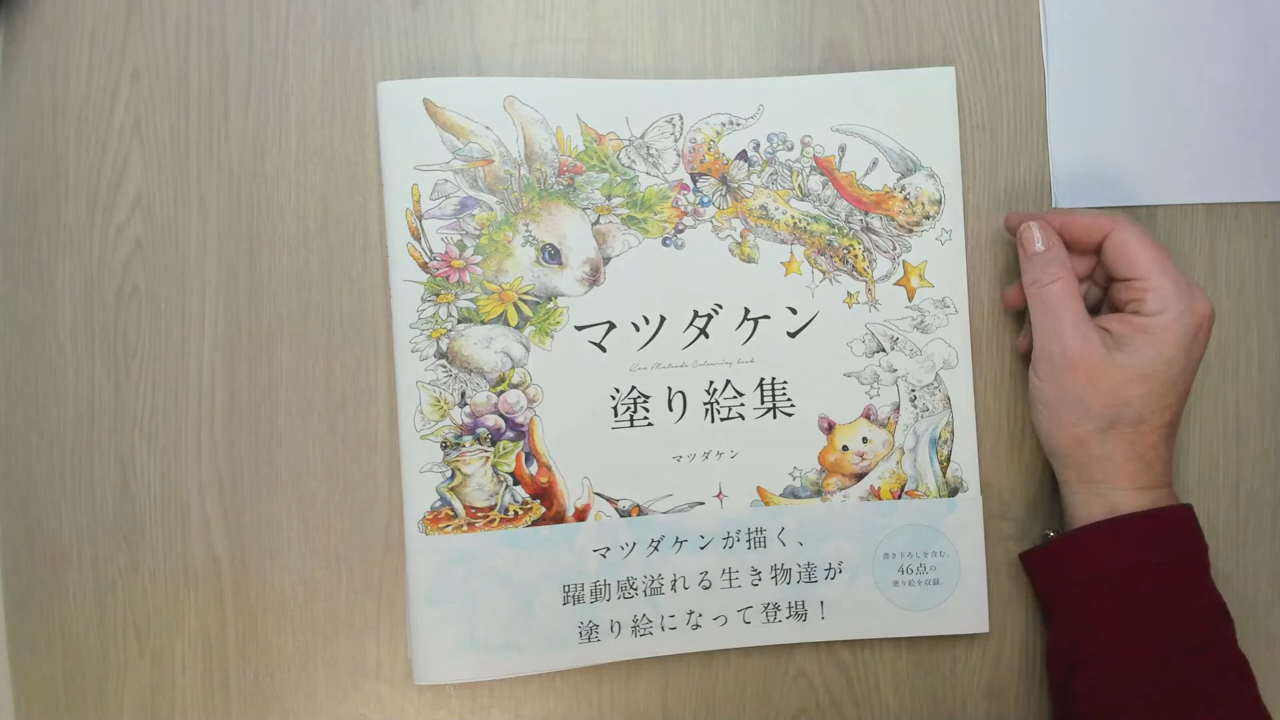 マツダケン
Ken Matsuda Colouring book
塗り絵集
マツダケン
マツダケンが描く、
躍動感溢れる生き物達が
塗り絵になって登場！
書き下ろしを含む、
46点の
塗り絵を収録。